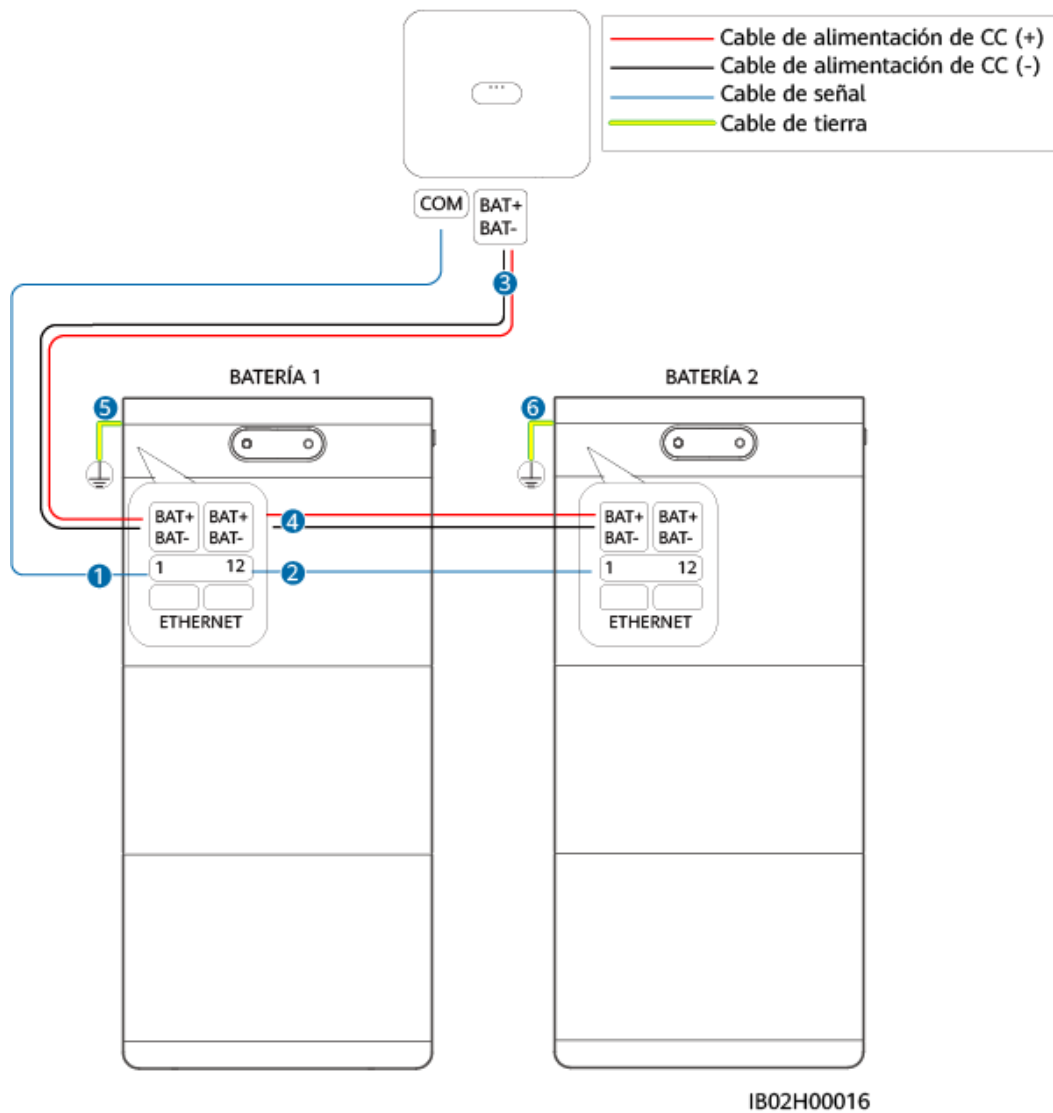 Cable de alimentación de CC (+)
Cable de alimentación de CC (-)
Cable de señal
Cable de tierra
COM
BAT+
BAT-
3
BATERÍA 1
BATERÍA 2
5
6
BAT+ BAT+
BAT- BAT-
4
BAT+ BAT+
BAT- BAT-
1
1 12
2
1 12
ETHERNET
ETHERNET
IB02H00016